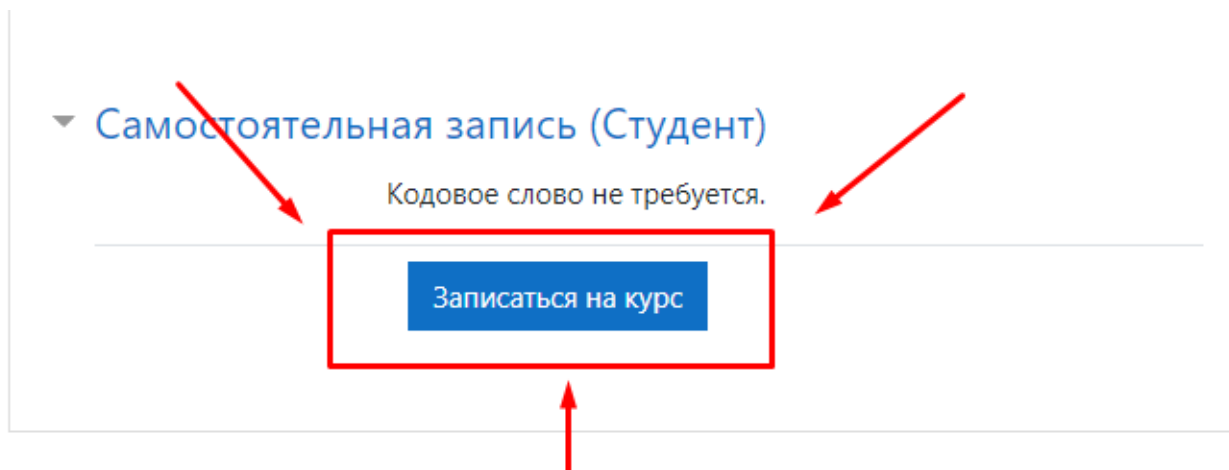 Самостоятельная запись (Студент)
Кодовое слово не требуется.
Записаться на курс